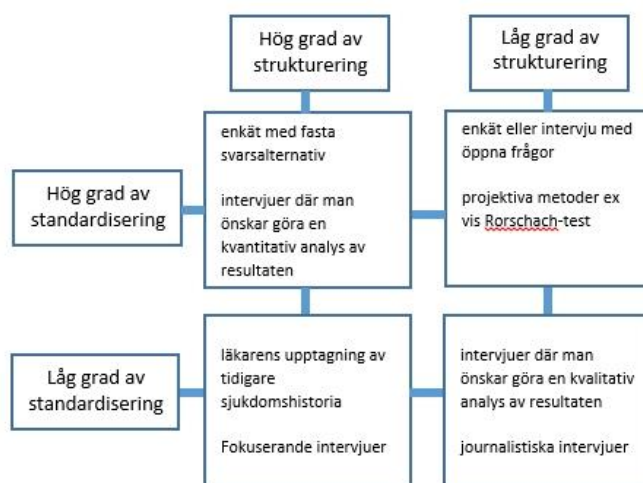 Hög grad av
strukturering
Låg grad av
strukturering
Hög grad av
standardisering
enkät med fasta
svarsalternativ
intervjuer där man
önskar göra en
kvantitativ analys av
resultaten
enkät eller intervju med
öppna frågor
projektiva metoder ex
vis Rorschach-test
Låg grad av
standardisering
läkarens upptagning av
tidigare
sjukdomshistoria
Fokuserande intervjuer
intervjuer där man
önskar göra en kvalitativ
analys av resultaten
journalistiska intervjuer